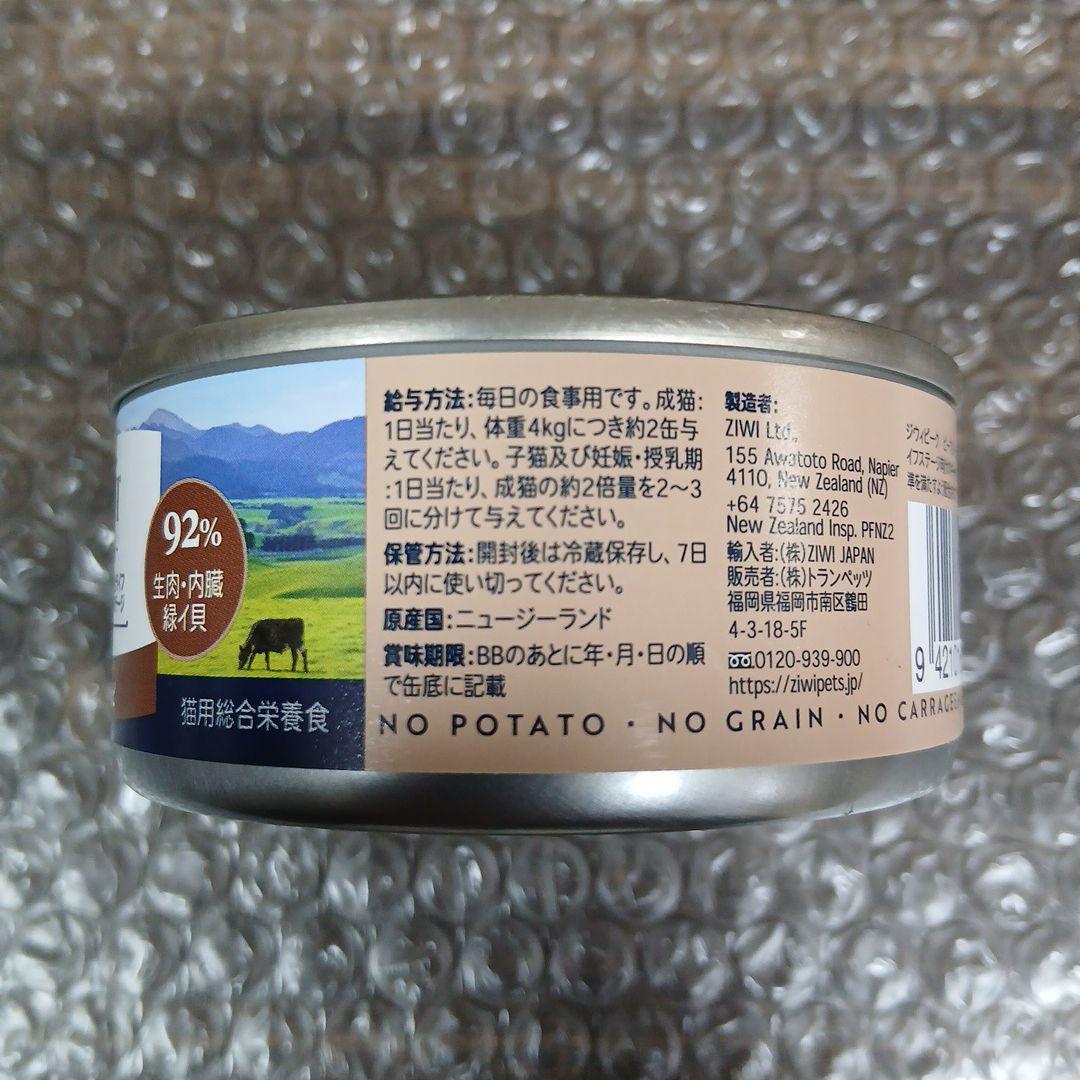 92%
生肉・内臓
緑イ貝
猫用総合栄養食
給与方法:毎日の食事用です。成猫:
1日当たり、体重4kgにつき約2缶与
えてください。子猫及び妊娠・授乳期
:1日当たり、成猫の約2倍量を2〜3
回に分けて与えてください。
保管方法:開封後は冷蔵保存し、7日
以内に使い切ってください。
原産国:ニュージーランド
賞味期限:BBのあとに年・月・日の順
で缶底に記載
製造者:
ZIWI Ltd.,
155 Awatoto Road, Napier
4110, New Zealand (NZ)
+64 7575 2426
New Zealand Insp. PFNZ2
輸入者:(株)ZIWI JAPAN
販売者:(株)トランペッツ
福岡県福岡市南区鶴田
4-3-18-5F
0120-939-900
https://ziwipets.jp/
NO POTATO · NO GRAIN · NO
ジウィピーク
9 421